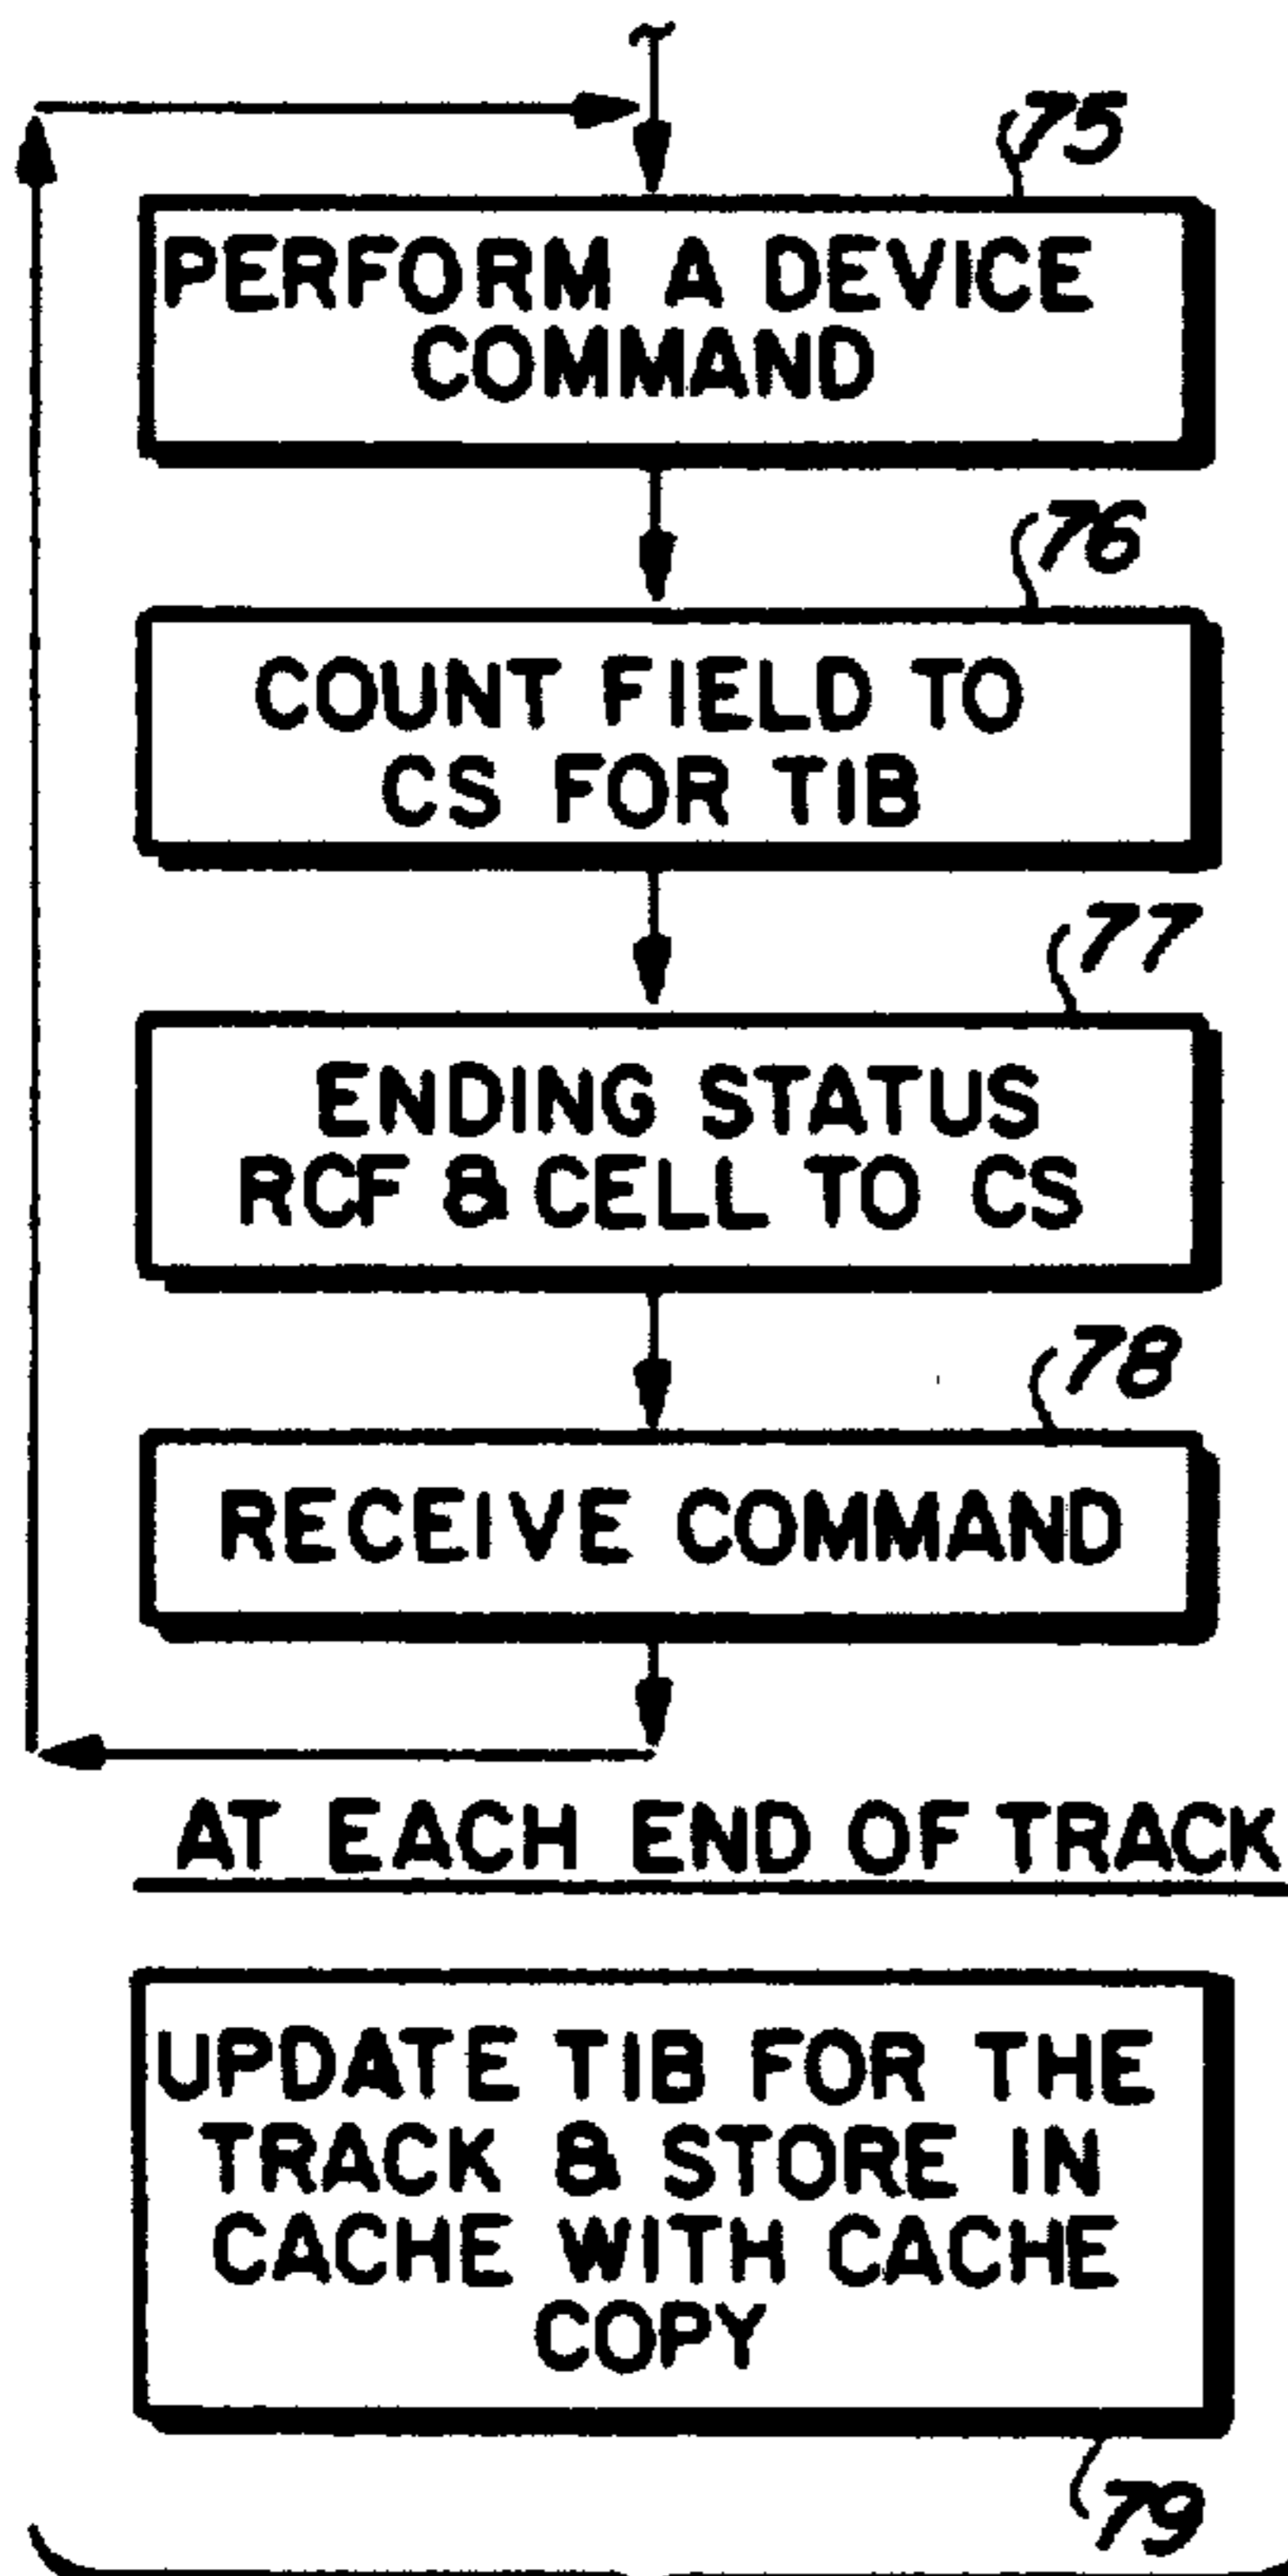 75
PERFORM A DEVICE
COMMAND
76
COUNT FIELD TO
CS FOR TIB
77
ENDING STATUS
RCF & CELL TO CS
78
RECEIVE COMMAND
AT EACH END OF TRACK
UPDATE TIB FOR THE
TRACK & STORE IN
CACHE WITH CACHE
COPY
79